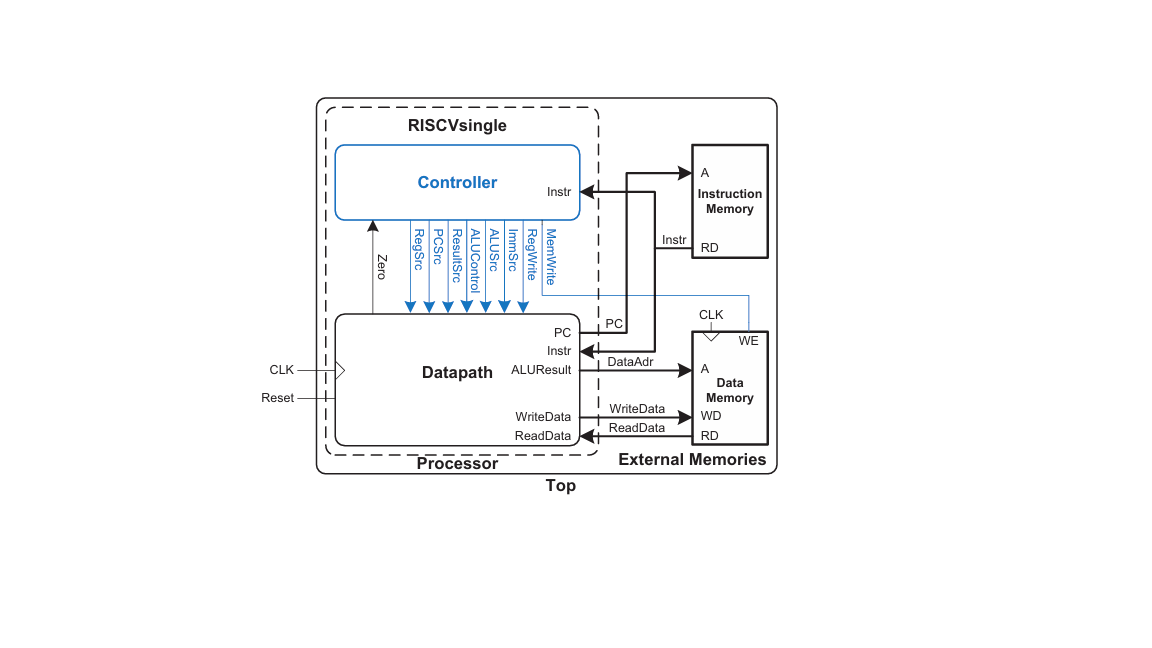 RISCVsingle
Controller
Instr
A
Instruction
Memory
Instr
RD
Zero
RegSrc
PCSrc
ResultSrc
ALUControl
ALUSrc
ImmSrc
RegWrite
MemWrite
CLK
WE
PC
PC
Instr
DataAdr
CLK
Datapath
ALUResult
A
Data
Memory
Reset
WriteData
WriteData
WD
ReadData
ReadData
RD
Processor
External Memories
Top